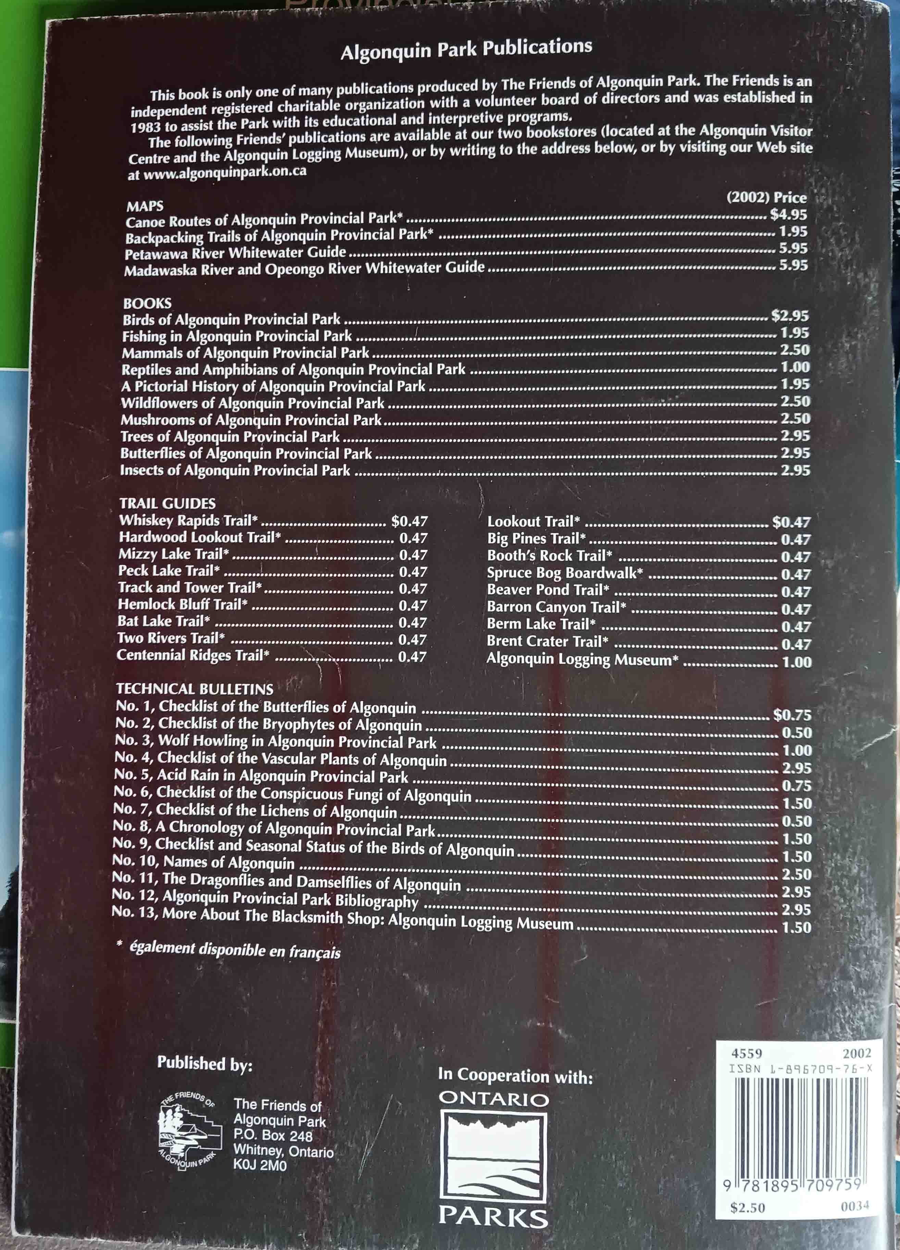 Algonquin Park Publications
This book is only one of many publications produced by The Friends of Algonquin Park. The Friends is an
independent registered charitable organization with a volunteer board of directors and was established in
1983 to assist the Park with its educational and interpretive programs.
The following Friends' publications are available at our two bookstores (located at the Algonquin Visitor
Centre and the Algonquin Logging Museum), or by writing to the address below, or by visiting our Web site
at www.algonquinpark.on.ca
(2002) Price
MAPS
Canoe Routes of Algonquin Provincial Park* $4.95
Backpacking Trails of Algonquin Provincial Park* 1.95
Petawawa River Whitewater Guide 5.95
Madawaska River and Opeongo River Whitewater Guide 5.95
BOOKS
Birds of Algonquin Provincial Park $2.95
Fishing in Algonquin Provincial Park 1.95
Mammals of Algonquin Provincial Park 2.50
Reptiles and Amphibians of Algonquin Provincial Park 1.00
A Pictorial History of Algonquin Provincial Park 1.95
Wildflowers of Algonquin Provincial Park 2.50
Mushrooms of Algonquin Provincial Park 2.50
Trees of Algonquin Provincial Park 2.95
Butterflies of Algonquin Provincial Park 2.95
Insects of Algonquin Provincial Park 2.95
TRAIL GUIDES
Whiskey Rapids Trail* $0.47
Hardwood Lookout Trail* 0.47
Mizzy Lake Trail* 0.47
Peck Lake Trail* 0.47
Track and Tower Trail* 0.47
Hemlock Bluff Trail* 0.47
Bat Lake Trail* 0.47
Two Rivers Trail* 0.47
Centennial Ridges Trail* 0.47
Lookout Trail* $0.47
Big Pines Trail* 0.47
Booth's Rock Trail* 0.47
Spruce Bog Boardwalk* 0.47
Beaver Pond Trail* 0.47
Barron Canyon Trail* 0.47
Berm Lake Trail* 0.47
Brent Crater Trail* 0.47
Algonquin Logging Museum* 1.00
TECHNICAL BULLETINS
No. 1, Checklist of the Butterflies of Algonquin $0.75
No. 2, Checklist of the Bryophytes of Algonquin 0.50
No. 3, Wolf Howling in Algonquin Provincial Park 1.00
No. 4, Checklist of the Vascular Plants of Algonquin 2.95
No. 5, Acid Rain in Algonquin Provincial Park 0.75
No. 6, Checklist of the Conspicuous Fungi of Algonquin 1.50
No. 7, Checklist of the Lichens of Algonquin 0.50
No. 8, A Chronology of Algonquin Provincial Park 1.50
No. 9, Checklist and Seasonal Status of the Birds of Algonquin 1.50
No. 10, Names of Algonquin 2.50
No. 11, The Dragonflies and Damselflies of Algonquin 2.95
No. 12, Algonquin Provincial Park Bibliography 2.95
No. 13, More About The Blacksmith Shop: Algonquin Logging Museum 1.50
* également disponible en français
Published by:
THE FRIENDS OF
ALGONQUIN PARK
The Friends of
Algonquin Park
P.O. Box 248
Whitney, Ontario
K0J 2M0
In Cooperation with:
ONTARIO
PARKS
4559 2002
ISBN 1-896709-76-X
9 781895 709759
$2.50 0034